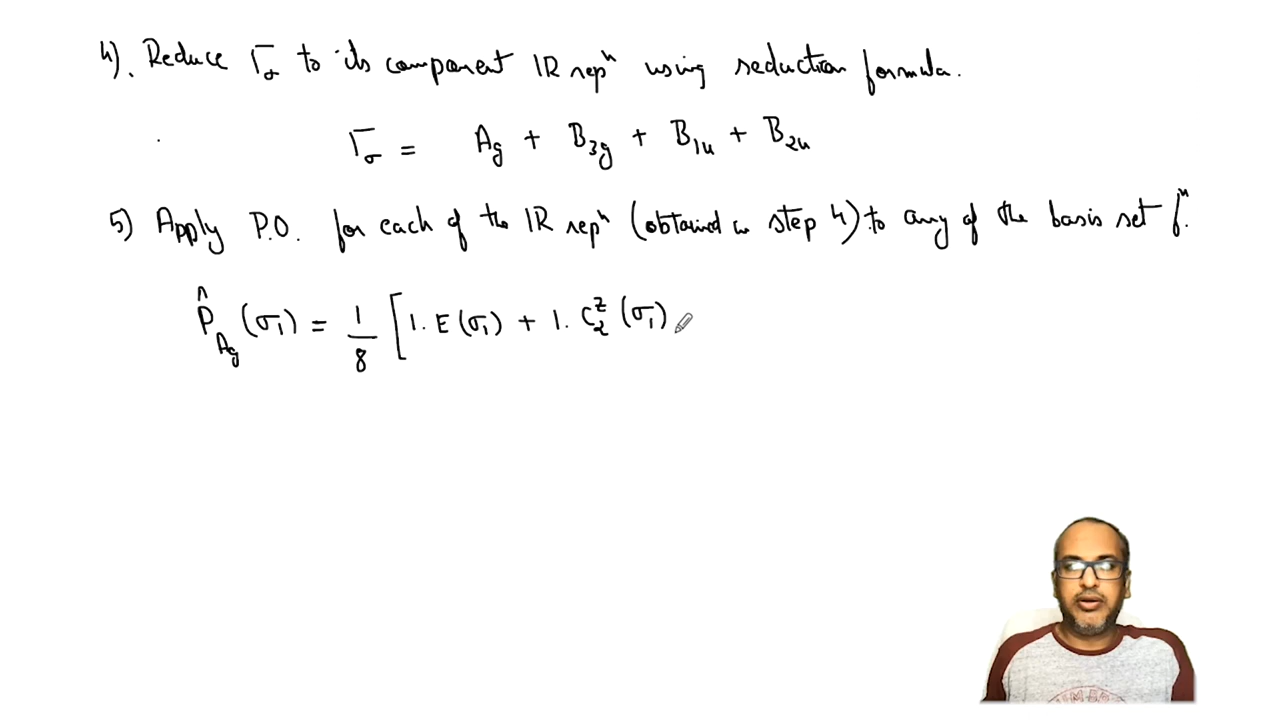 4). Reduce Γσ to its component IR repⁿ using reduction formula.
Γσ = Ag + B3g + B1u + B2u
5) Apply P.O. for each of the IR repⁿ (obtained in step 4) to any of the basis set fⁿ.
P̂Ag (σ1) = 1/8 [1. E (σ1) + 1. C₂ᶻ (σ1)